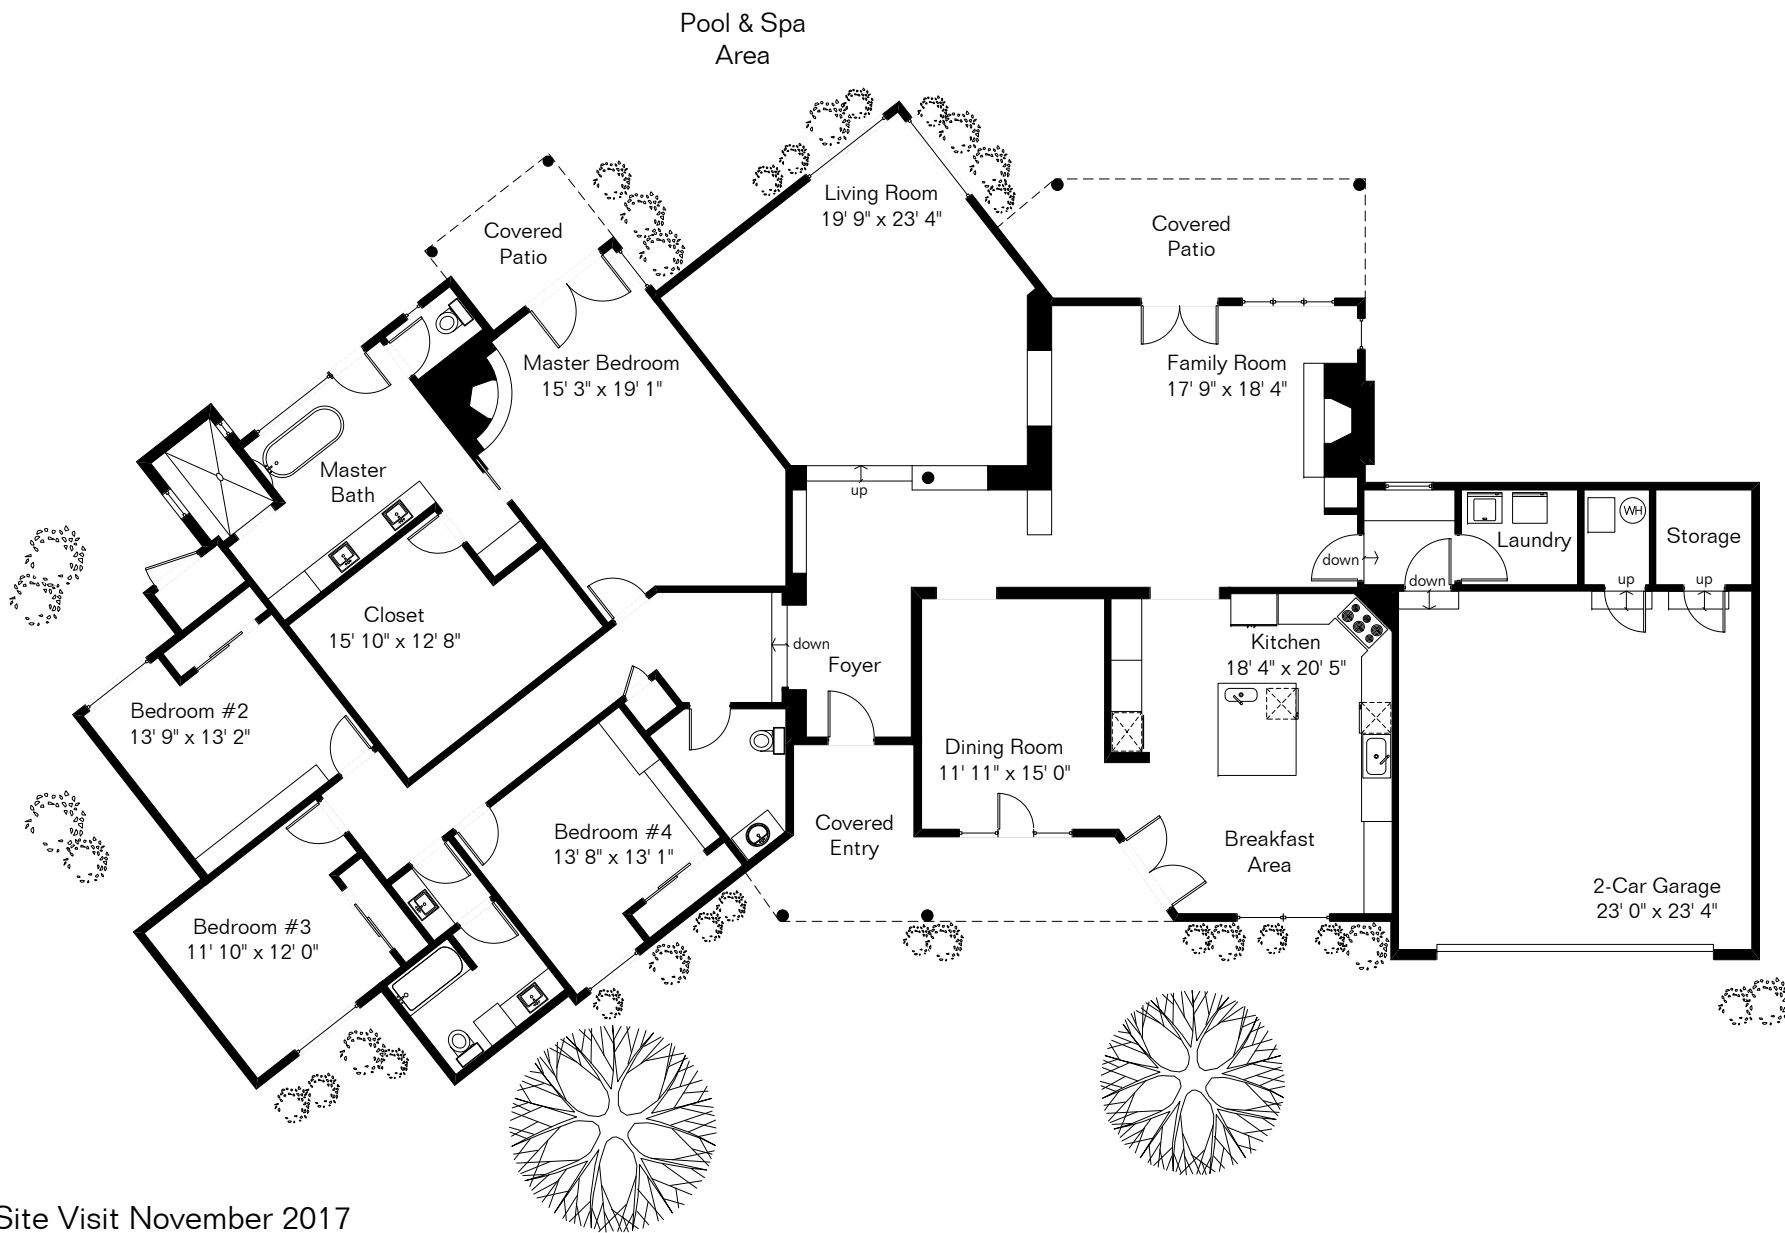 Pool & Spa
Area
Living Room
19' 9" x 23' 4"
Covered
Patio
Covered
Patio
Master Bedroom
15' 3" x 19' 1"
Family Room
17' 9" x 18' 4"
Master
Bath
up
WH
Laundry
Storage
down
down
up
up
Closet
15' 10" x 12' 8"
down
Foyer
Kitchen
18' 4" x 20' 5"
Bedroom #2
13' 9" x 13' 2"
Dining Room
11' 11" x 15' 0"
Bedroom #4
13' 8" x 13' 1"
Covered
Entry
Breakfast
Area
2-Car Garage
23' 0" x 23' 4"
Bedroom #3
11' 10" x 12' 0"
Site Visit November 2017